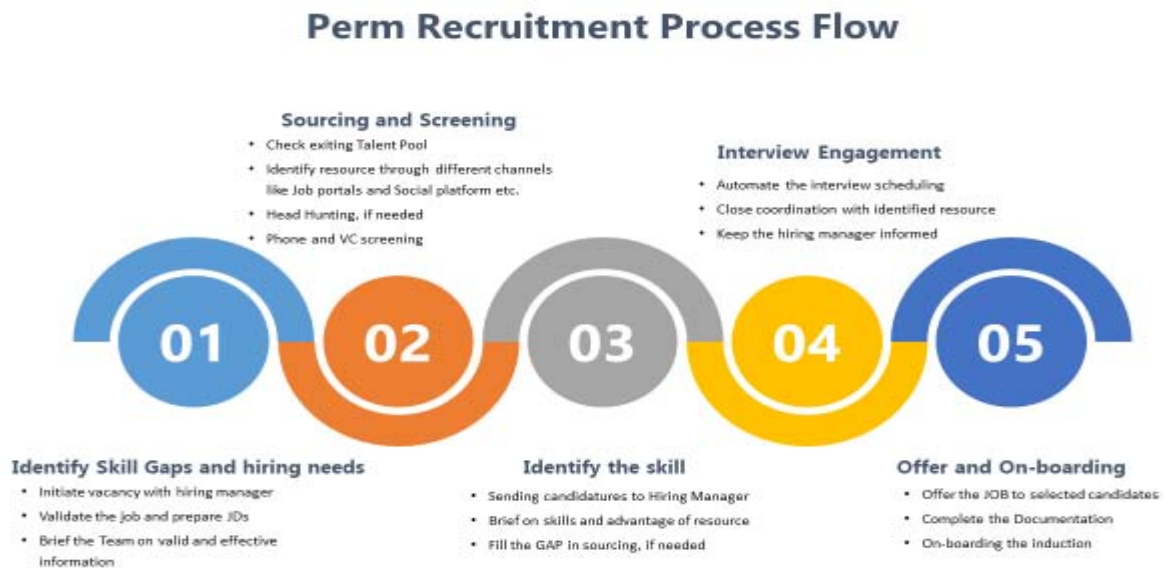 Perm Recruitment Process Flow
Sourcing and Screening
• Check exiting Talent Pool
• Identify resource through different channels
like Job portals and Social platform etc.
• Head Hunting, if needed
• Phone and VC screening
Interview Engagement
• Automate the interview scheduling
• Close coordination with identified resource
• Keep the hiring manager informed
01
02
03
04
05
Identify Skill Gaps and hiring needs
• Initiate vacancy with hiring manager
• Validate the job and prepare JDs
• Brief the Team on valid and effective
information
Identify the skill
• Sending candidatures to Hiring Manager
• Brief on skills and advantage of resource
• Fill the GAP in sourcing, if needed
Offer and On-boarding
• Offer the JOB to selected candidates
• Complete the Documentation
• On-boarding the induction